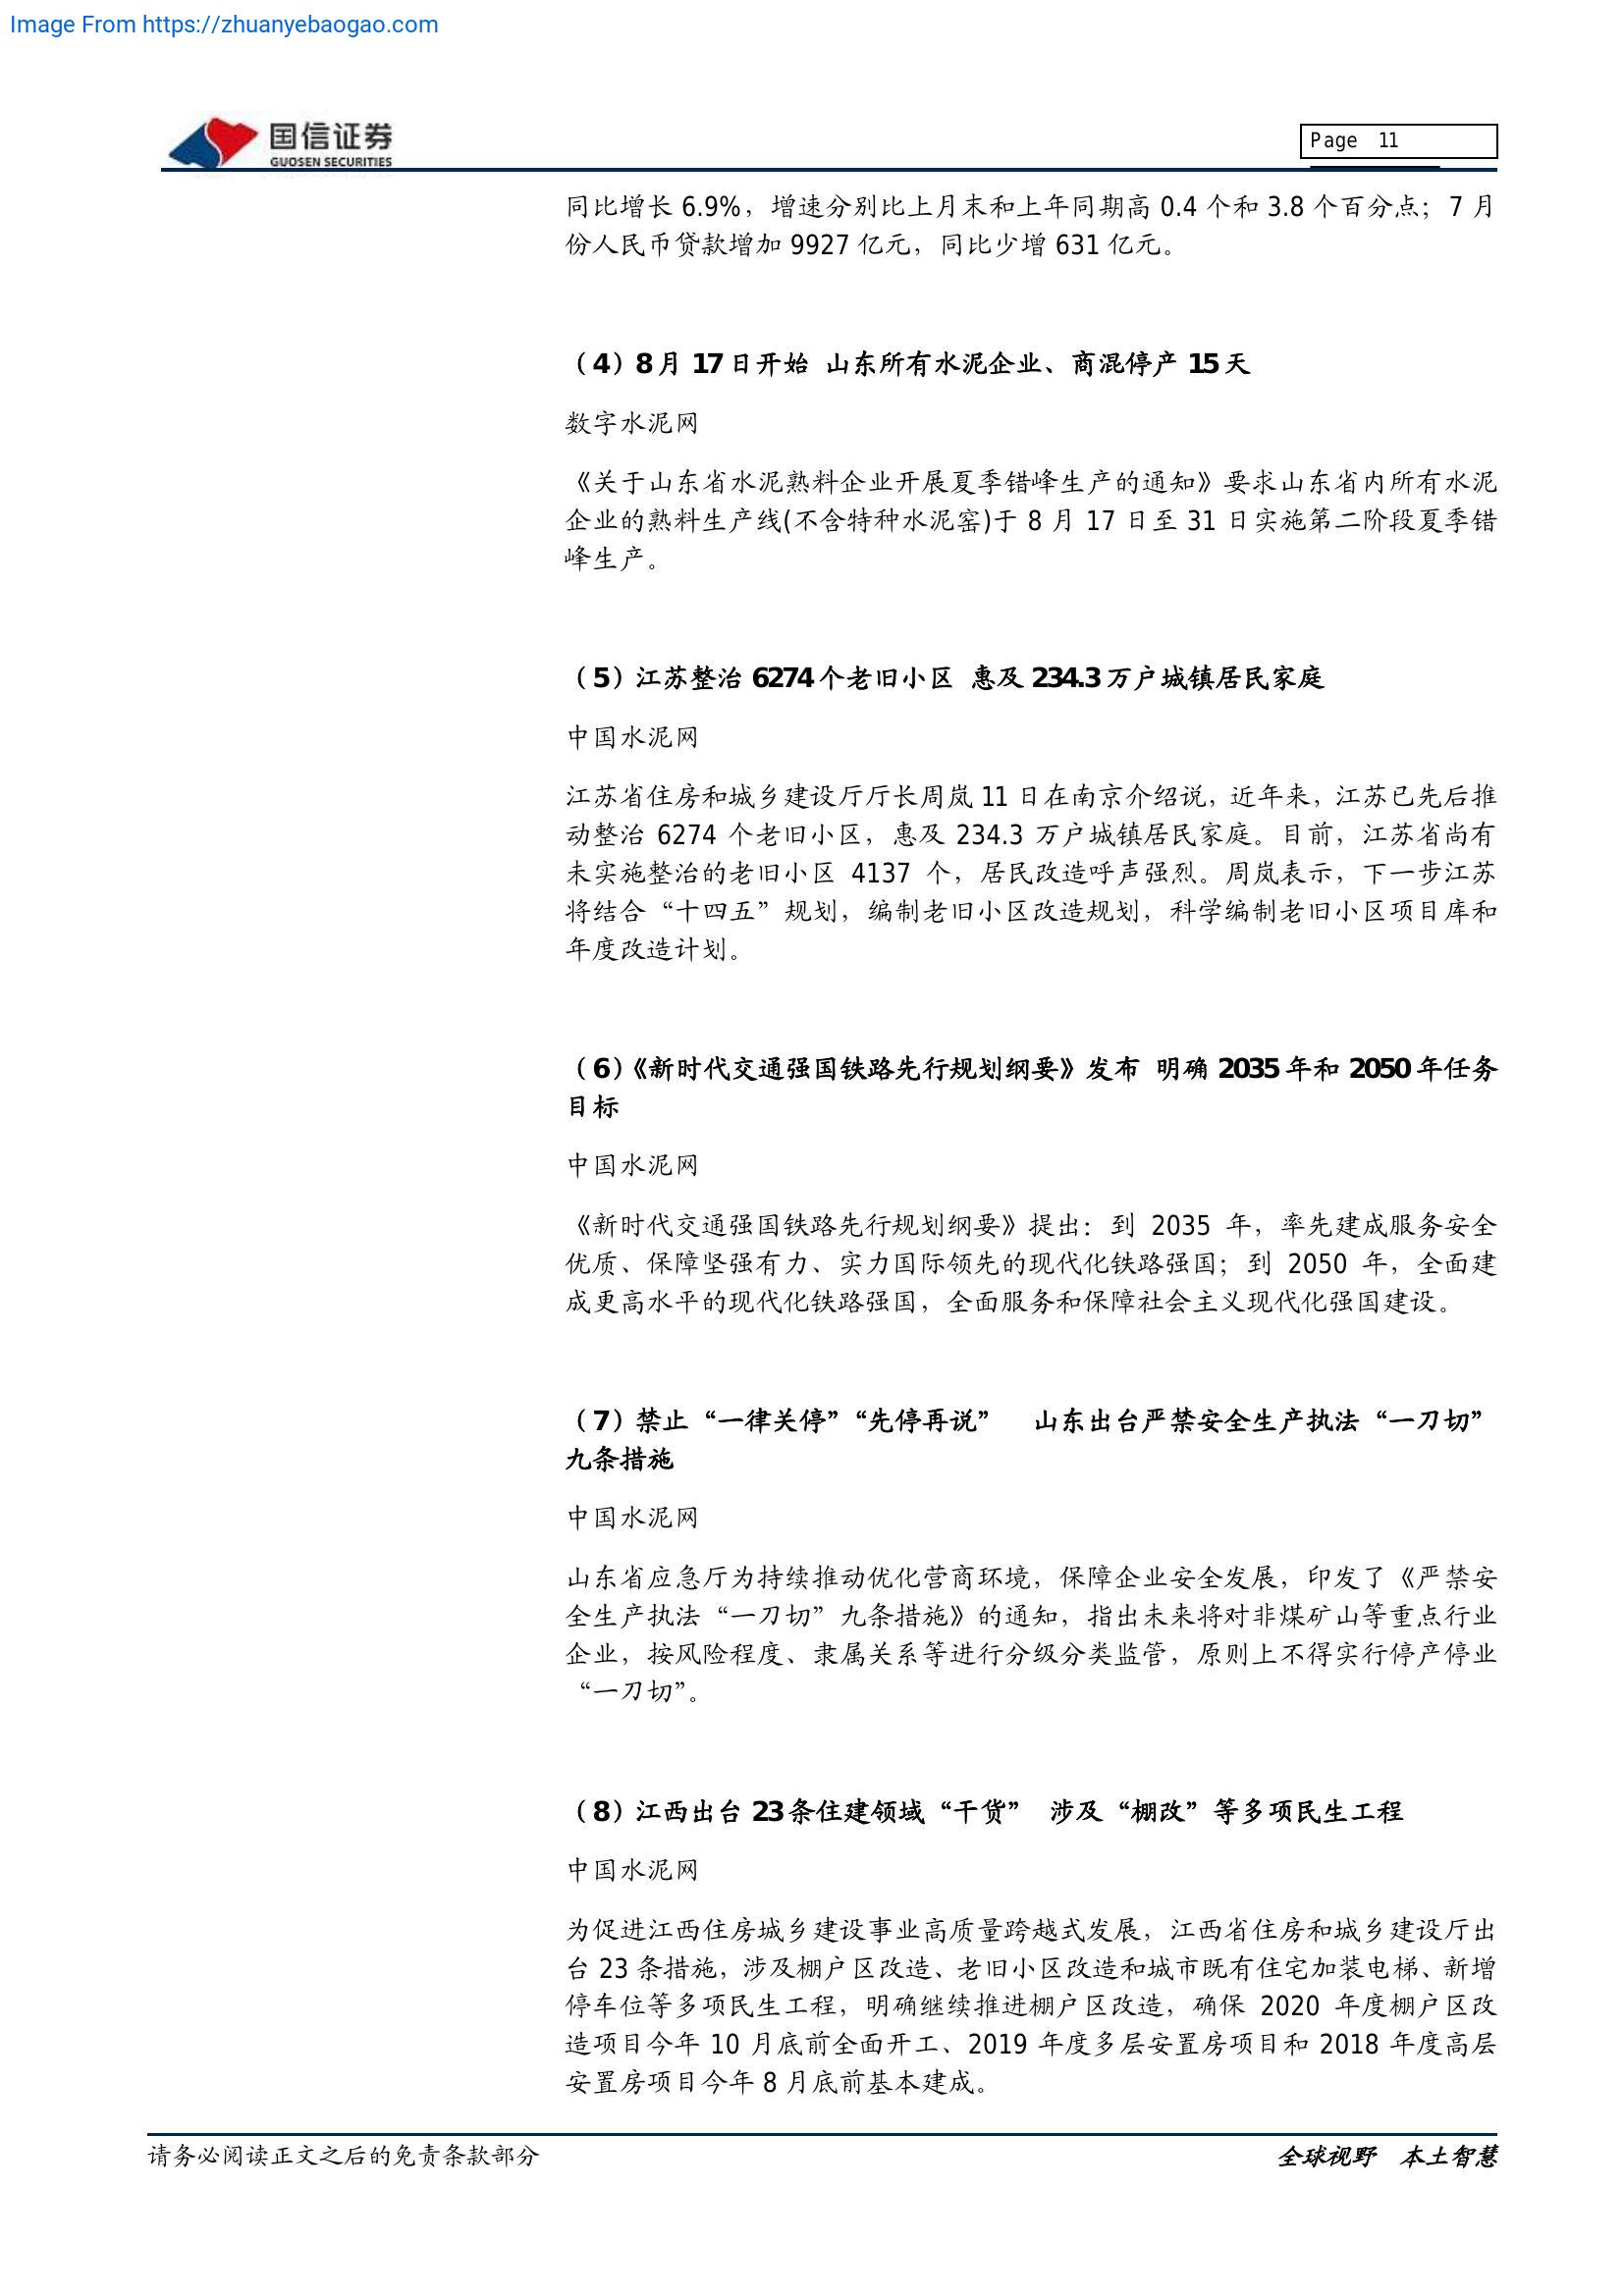 Image From https://zhuanyebaogao.com
国信证券
GUOSEN SECURITIES
Page 11
同比增长 6.9%，增速分别比上月末和上年同期高 0.4 个和 3.8 个百分点；7 月
份人民币贷款增加 9927 亿元，同比少增 631 亿元。
（4）8 月 17 日开始 山东所有水泥企业、商混停产 15 天
数字水泥网
《关于山东省水泥熟料企业开展夏季错峰生产的通知》要求山东省内所有水泥
企业的熟料生产线(不含特种水泥窑)于 8 月 17 日至 31 日实施第二阶段夏季错
峰生产。
（5）江苏整治 6274 个老旧小区 惠及 234.3 万户城镇居民家庭
中国水泥网
江苏省住房和城乡建设厅厅长周岚 11 日在南京介绍说，近年来，江苏已先后推
动整治 6274 个老旧小区，惠及 234.3 万户城镇居民家庭。目前，江苏省尚有
未实施整治的老旧小区 4137 个，居民改造呼声强烈。周岚表示，下一步江苏
将结合“十四五”规划，编制老旧小区改造规划，科学编制老旧小区项目库和
年度改造计划。
（6）《新时代交通强国铁路先行规划纲要》发布 明确 2035 年和 2050 年任务
目标
中国水泥网
《新时代交通强国铁路先行规划纲要》提出：到 2035 年，率先建成服务安全
优质、保障坚强有力、实力国际领先的现代化铁路强国；到 2050 年，全面建
成更高水平的现代化铁路强国，全面服务和保障社会主义现代化强国建设。
（7）禁止“一律关停”“先停再说” 山东出台严禁安全生产执法“一刀切”
九条措施
中国水泥网
山东省应急厅为持续推动优化营商环境，保障企业安全发展，印发了《严禁安
全生产执法“一刀切”九条措施》的通知，指出未来将对非煤矿山等重点行业
企业，按风险程度、隶属关系等进行分级分类监管，原则上不得实行停产停业
“一刀切”。
（8）江西出台 23 条住建领域“干货” 涉及“棚改”等多项民生工程
中国水泥网
为促进江西住房城乡建设事业高质量跨越式发展，江西省住房和城乡建设厅出
台 23 条措施，涉及棚户区改造、老旧小区改造和城市既有住宅加装电梯、新增
停车位等多项民生工程，明确继续推进棚户区改造，确保 2020 年度棚户区改
造项目今年 10 月底前全面开工、2019 年度多层安置房项目和 2018 年度高层
安置房项目今年 8 月底前基本建成。
请务必阅读正文之后的免责条款部分
全球视野 本土智慧